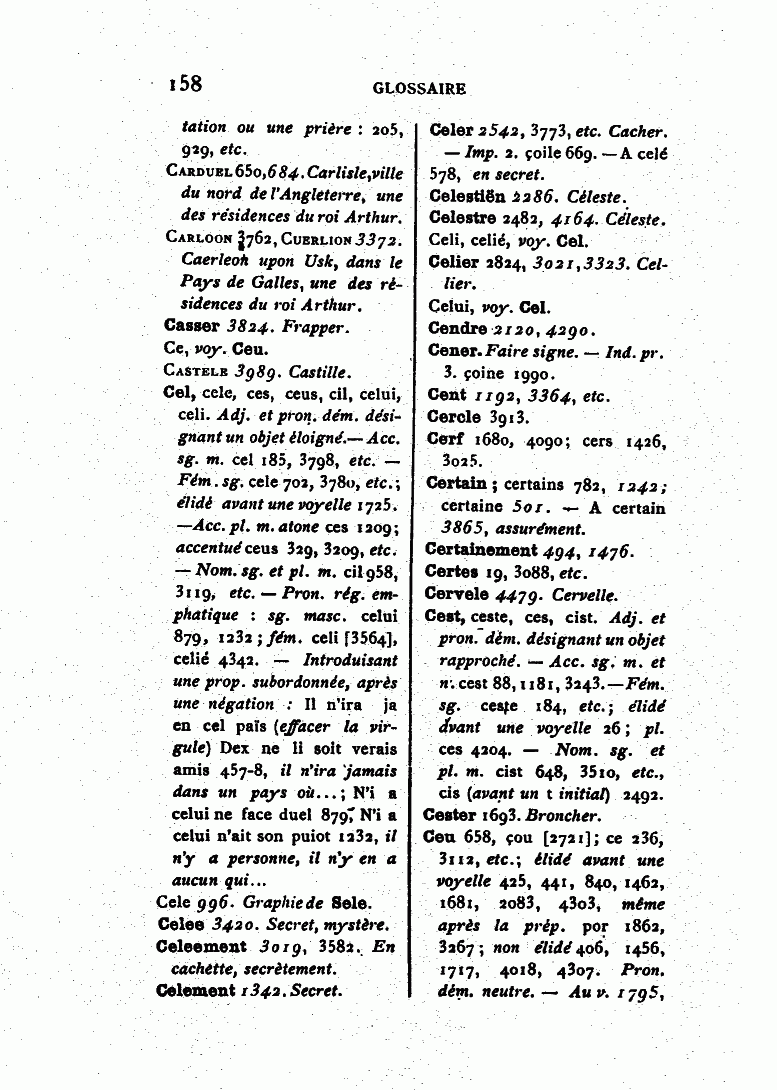 158
GLOSSAIRE
tation ou une prière : 205,
929, etc.
CARDUEL 650, 684. Carlisle, ville
du nord de l'Angleterre, une
des résidences du roi Arthur.
CARLOON 3762, CUERLION 3372.
Caerleon upon Usk, dans le
Pays de Galles, une des ré-
sidences du roi Arthur.
Casser 3824. Frapper.
Ce, voy. Ceu.
CASTELE 3989. Castille.
Cel, cele, ces, ceus, cil, celui,
celi. Adj. et pron. dém. dési-
gnant un objet éloigné. — Acc.
sg. m. cel 185, 3798, etc. —
Fém. sg. cele 702, 3780, etc.;
élidé avant une voyelle 1725.
— Acc. pl. m. atone ces 1209;
accentué ceus 329, 3209, etc.
— Nom. sg. et pl. m. cil 958,
3119, etc. — Pron. rég. em-
phatique : sg. masc. celui
879, 1232 ; fém. celi [3564],
celié 4342. — Introduisant
une prop. subordonnée, après
une négation : Il n'ira ja
en cel païs (effacer la vir-
gule) Dex ne li soit verais
amis 457-8, il n'ira jamais
dans un pays où...; N'i a
celui ne face duel 879; N'i a
celui n'ait son puiot 1232, il
n'y a personne, il n'y en a
aucun qui...
Cele 996. Graphie de Sele.
Celee 3420. Secret, mystère.
Celeement 3019, 3582. En
cachette, secrètement.
Celement 1342. Secret.
Celer 2542, 3773, etc. Cacher.
— Imp. 2. çoile 669. — A celé
578, en secret.
Celestiën 2286. Céleste.
Celestre 2482, 4164. Céleste.
Celi, celié, voy. Cel.
Celier 2824, 3021, 3323. Cel-
lier.
Celui, voy. Cel.
Cendre 2120, 4290.
Cener. Faire signe. — Ind. pr.
3. çoine 1990.
Cent 1192, 3364, etc.
Cercle 3913.
Cerf 1680, 4090; cers 1426,
3025.
Certain ; certains 782, 1242;
certaine 501. — A certain
3865, assurément.
Certainement 494, 1476.
Certes 19, 3088, etc.
Cervele 4479. Cervelle.
Cest, ceste, ces, cist. Adj. et
pron. dém. désignant un objet
rapproché. — Acc. sg. m. et
n. cest 88, 1181, 3243. — Fém.
sg. ceste 184, etc.; élidé
avant une voyelle 26 ; pl.
ces 4204. — Nom. sg. et
pl. m. cist 648, 3510, etc.,
cis (avant un t initial) 2492.
Cester 1693. Broncher.
Ceu 658, çou [2721]; ce 236,
3112, etc.; élidé avant une
voyelle 425, 441, 840, 1462,
1681, 2083, 4303, même
après la prép. por 1862,
3267 ; non élidé 406, 1456,
1717, 4018, 4307. Pron.
dém. neutre. — Au v. 1795,